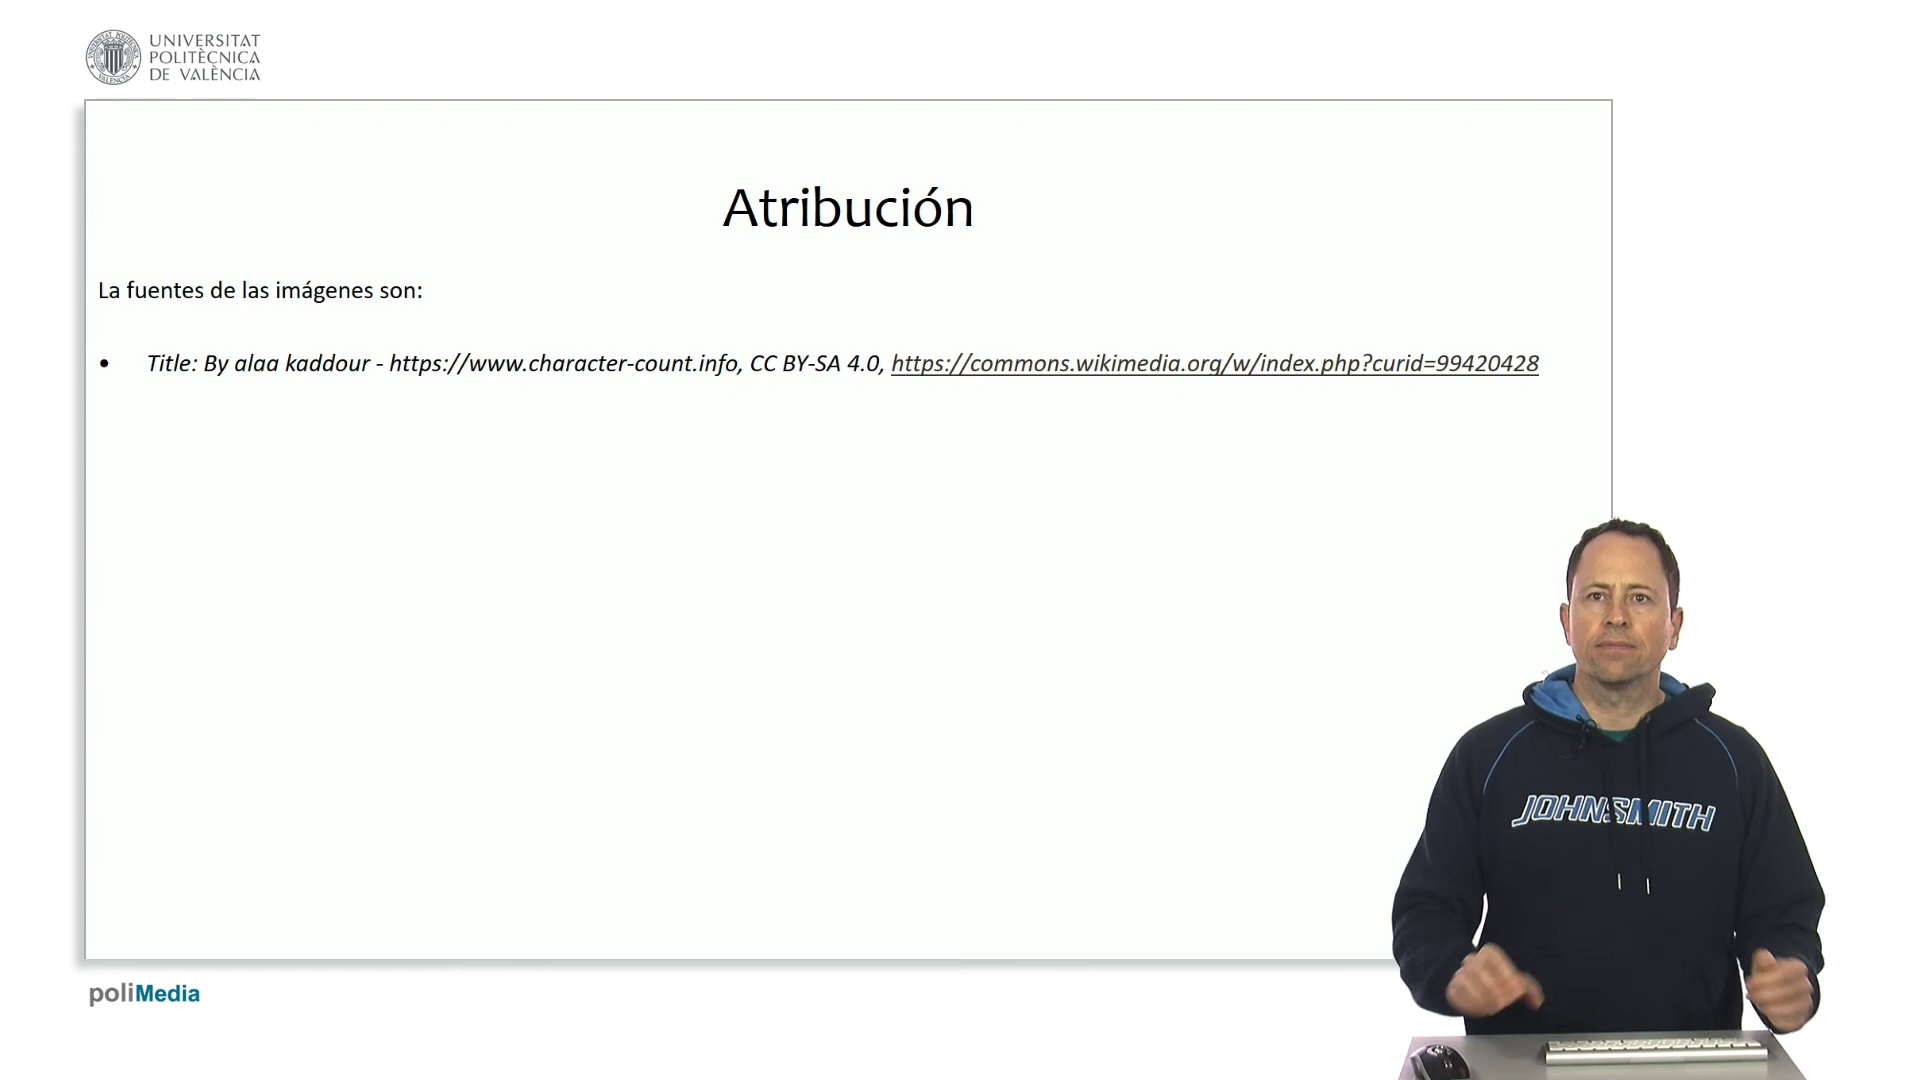 UNIVERSITAT
POLITÈCNICA
DE VALÈNCIA
Atribución
La fuentes de las imágenes son:
• Title: By alaa kaddour - https://www.character-count.info, CC BY-SA 4.0, https://commons.wikimedia.org/w/index.php?curid=99420428
JOHNSMITH
poliMedia